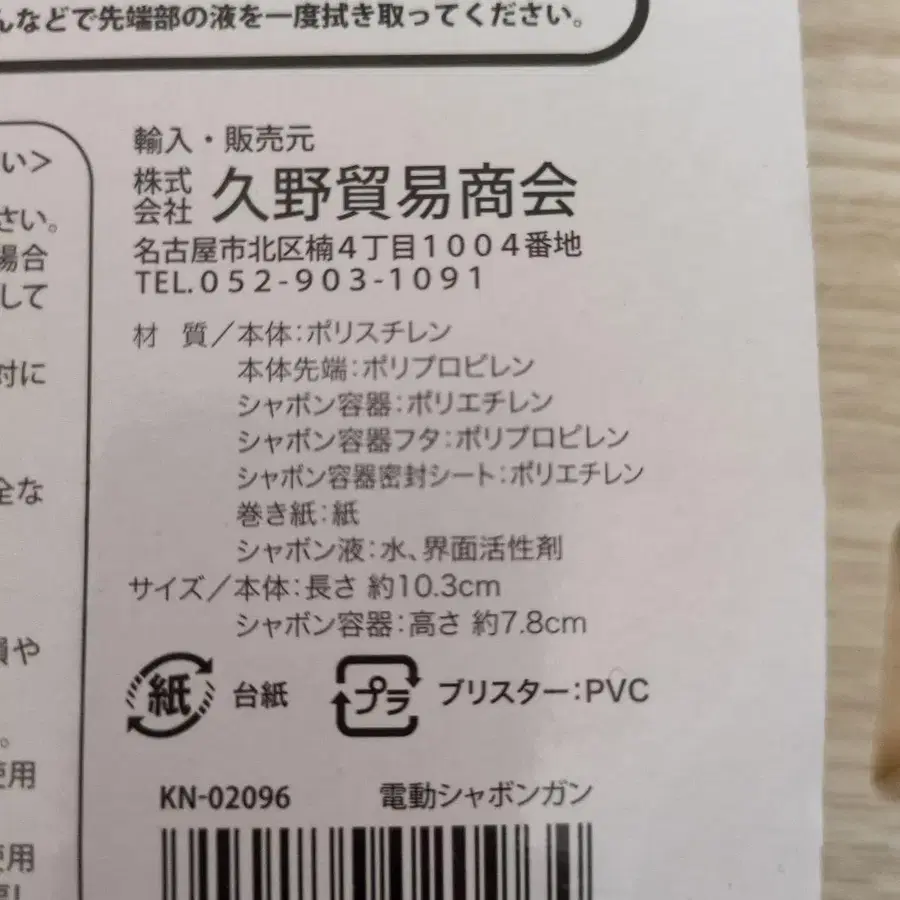 んなどで先端部の液を一度拭き取ってください。
い＞
さい。
場合
して
対に
全な
損や
。
使用
使用
輸入・販売元
株式会社 久野貿易商会
名古屋市北区楠4丁目1004番地
TEL.052-903-1091
材 質／本体:ポリスチレン
本体先端:ポリプロピレン
シャボン容器:ポリエチレン
シャボン容器フタ:ポリプロピレン
シャボン容器密封シート:ポリエチレン
巻き紙:紙
シャボン液:水、界面活性剤
サイズ／本体:長さ 約10.3cm
シャボン容器:高さ 約7.8cm
紙 台紙 プラ ブリスター:PVC
KN-02096 電動シャボンガン